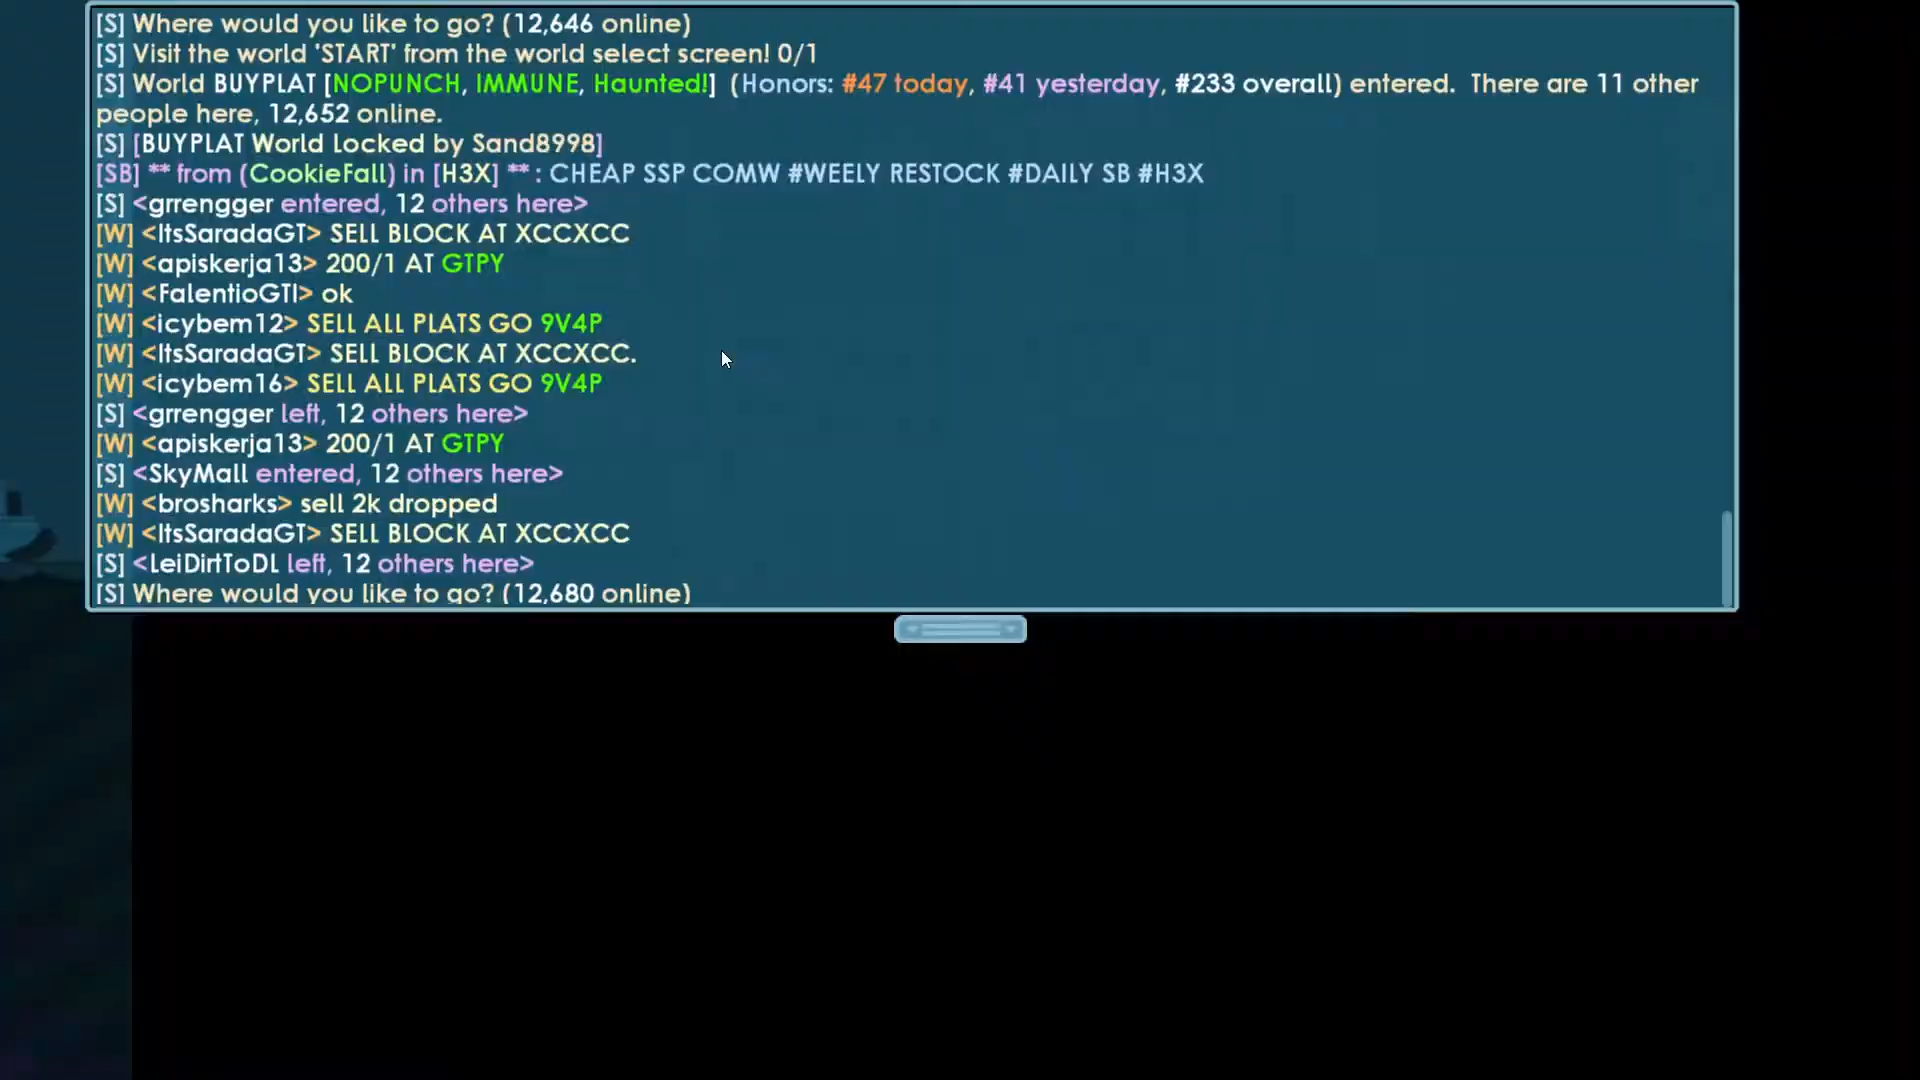 [S] Where would you like to go? (12,646 online)
[S] Visit the world 'START' from the world select screen! 0/1
[S] World BUYPLAT [NOPUNCH, IMMUNE, Haunted!]  (Honors: #47 today, #41 yesterday, #233 overall) entered.  There are 11 other
people here, 12,652 online.
[S] [BUYPLAT World Locked by Sand8998]
[SB] ** from (CookieFall) in [H3X] ** : CHEAP SSP COMW #WEELY RESTOCK #DAILY SB #H3X
[S] <grrengger entered, 12 others here>
[W] <ItsSaradaGT> SELL BLOCK AT XCCXCC
[W] <apiskerja13> 200/1 AT GTPY
[W] <FalentioGTI> ok
[W] <icybem12> SELL ALL PLATS GO 9V4P
[W] <ItsSaradaGT> SELL BLOCK AT XCCXCC.
[W] <icybem16> SELL ALL PLATS GO 9V4P
[S] <grrengger left, 12 others here>
[W] <apiskerja13> 200/1 AT GTPY
[S] <SkyMall entered, 12 others here>
[W] <brosharks> sell 2k dropped
[W] <ItsSaradaGT> SELL BLOCK AT XCCXCC
[S] <LeiDirtToDL left, 12 others here>
[S] Where would you like to go? (12,680 online)